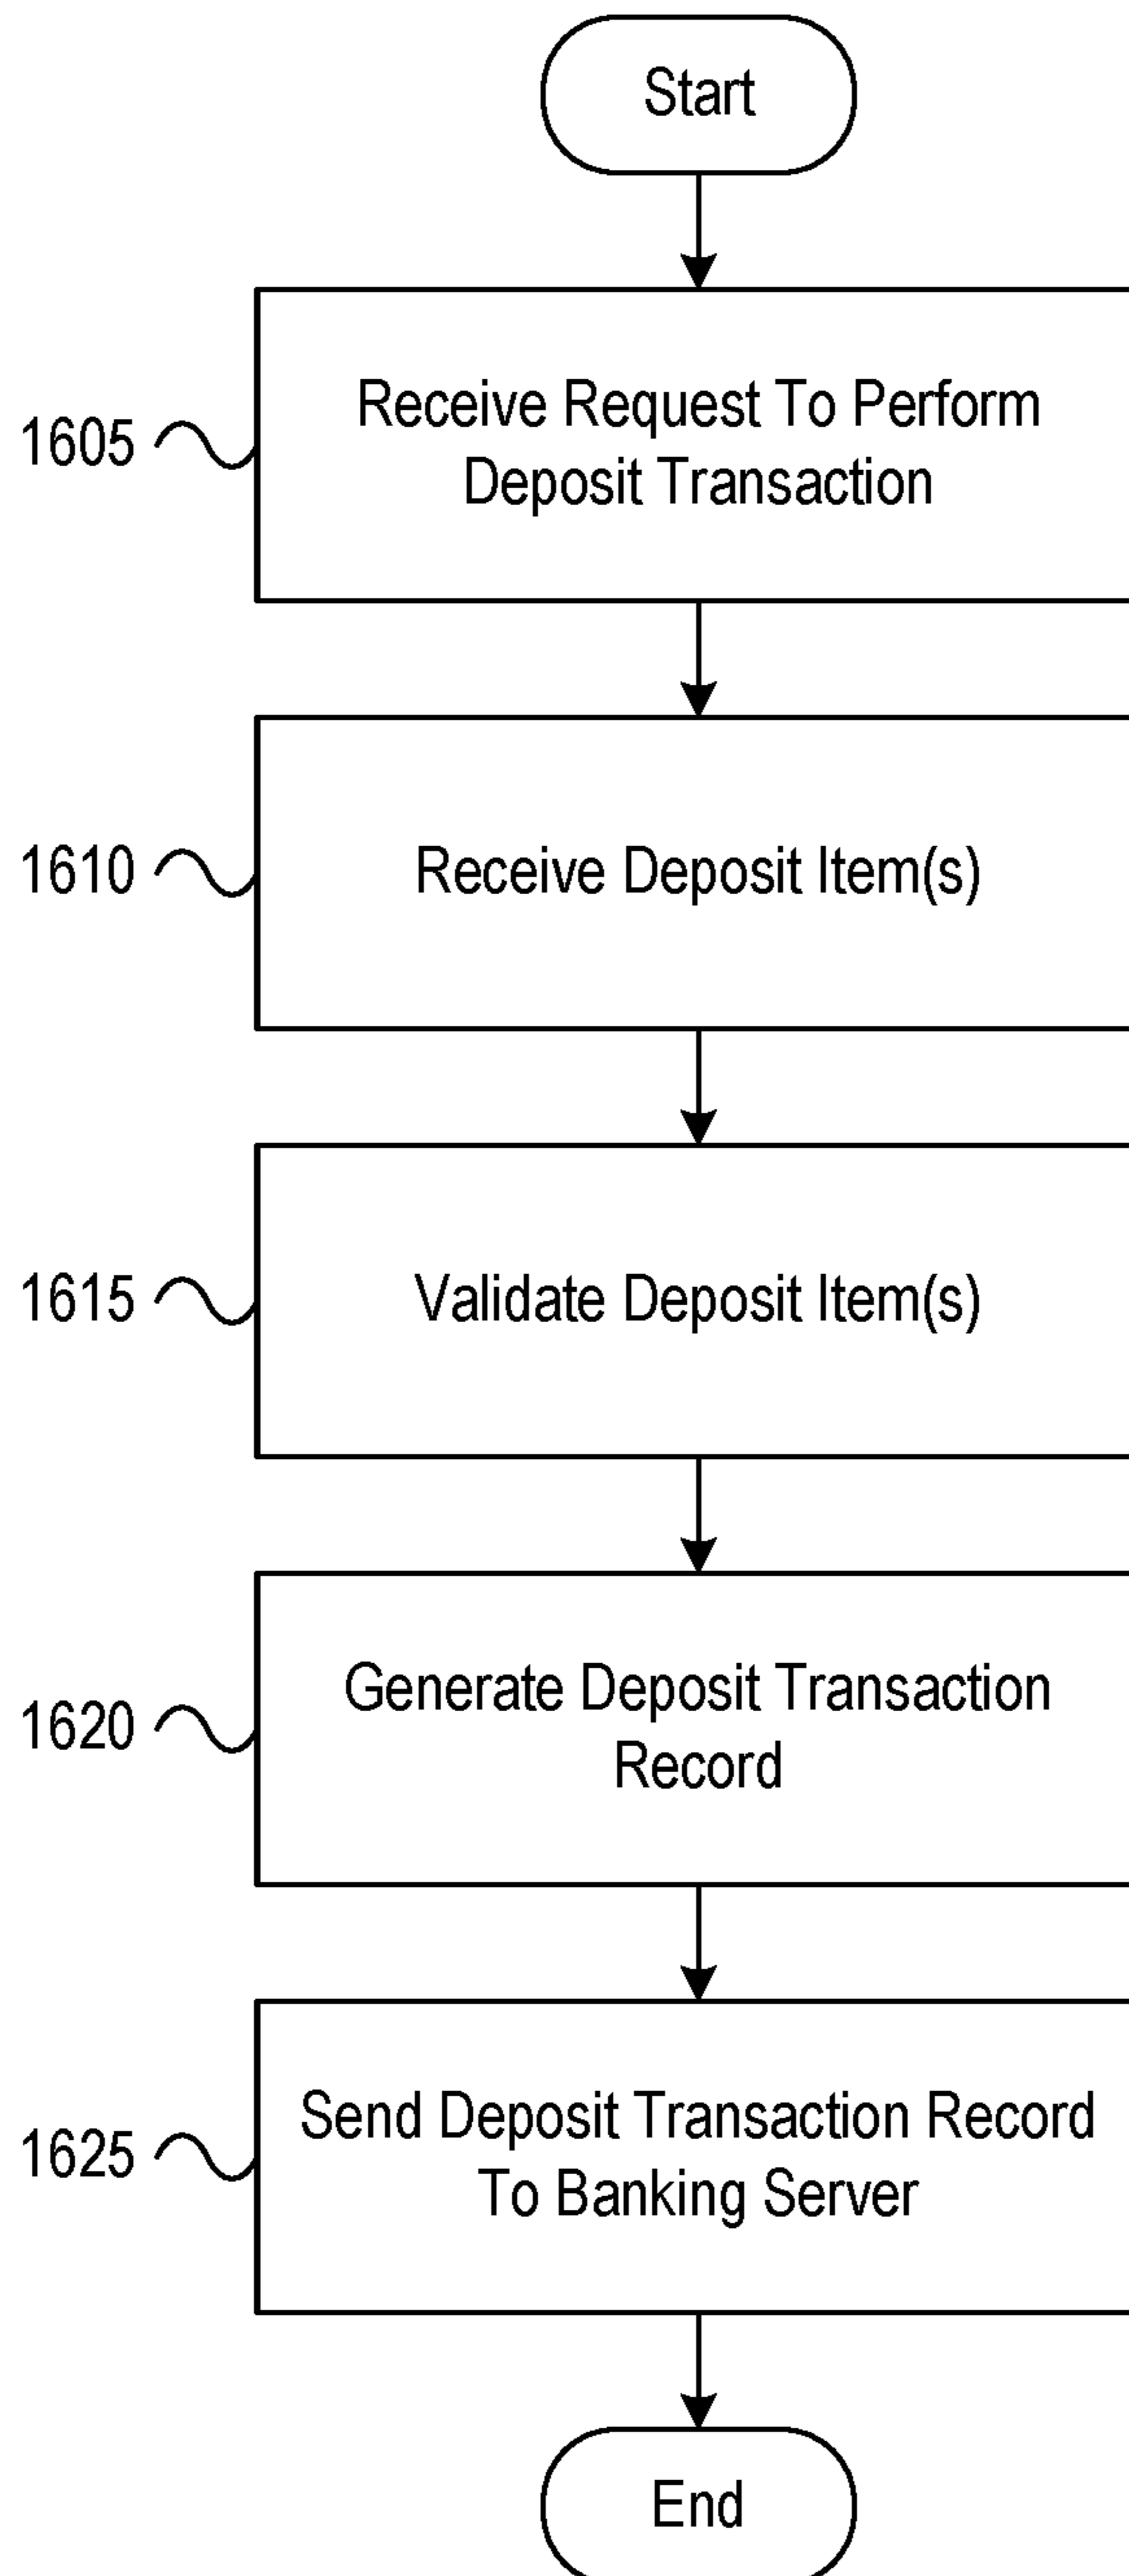 Start
1605
Receive Request To Perform
Deposit Transaction
1610
Receive Deposit Item(s)
1615
Validate Deposit Item(s)
1620
Generate Deposit Transaction
Record
1625
Send Deposit Transaction Record
To Banking Server
End